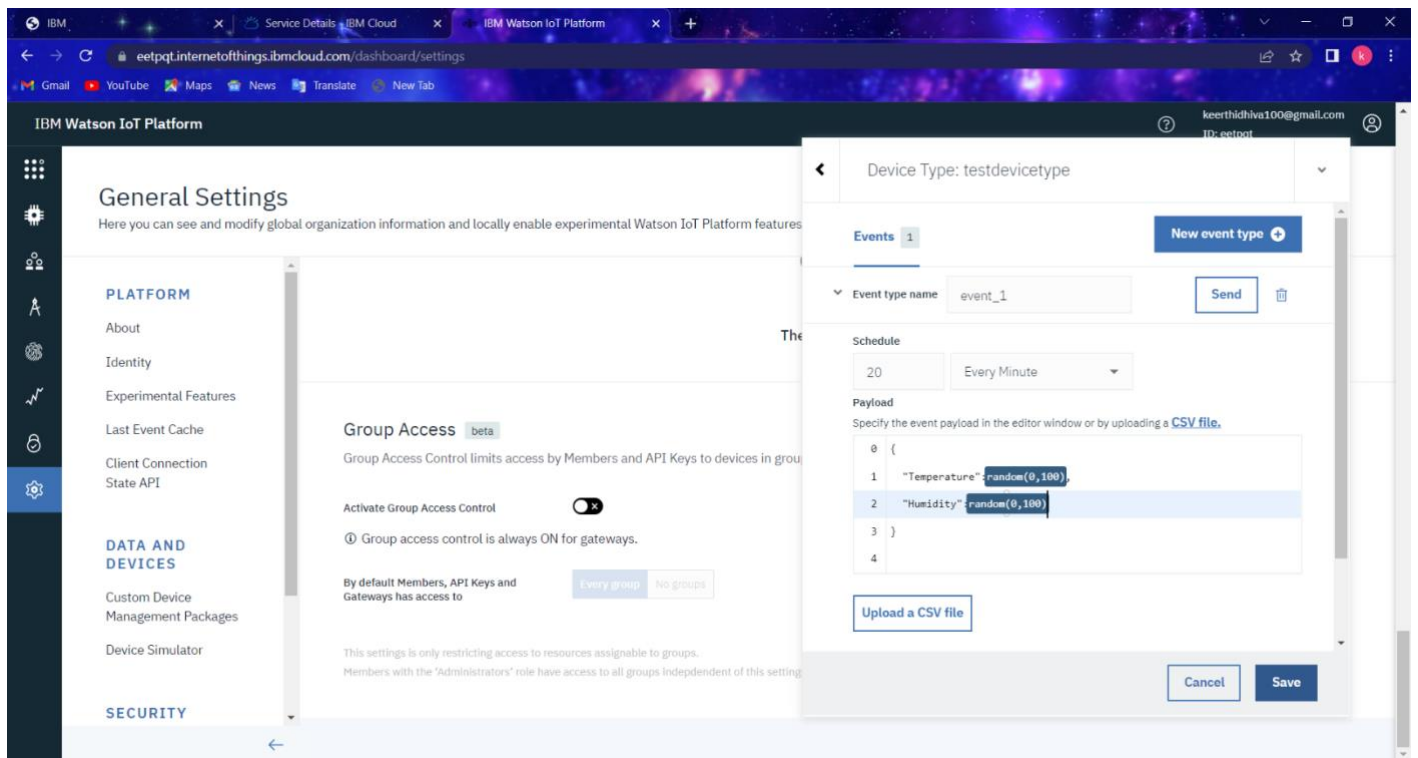 IBM
Service Details - IBM Cloud
IBM Watson IoT Platform
eetpqt.internetofthings.ibmcloud.com/dashboard/settings
k
Gmail
YouTube
Maps
News
Translate
New Tab
IBM Watson IoT Platform
keerthidhiva100@gmail.com
ID: eetpqt
General Settings
Here you can see and modify global organization information and locally enable experimental Watson IoT Platform features
PLATFORM
About
Identity
Experimental Features
Last Event Cache
Client Connection
State API
DATA AND
DEVICES
Custom Device
Management Packages
Device Simulator
SECURITY
The
Group Access beta
Group Access Control limits access by Members and API Keys to devices in grou
Activate Group Access Control
Group access control is always ON for gateways.
By default Members, API Keys and
Gateways has access to
Every group No groups
This settings is only restricting access to resources assignable to groups.
Members with the 'Administrators' role have access to all groups indepdendent of this setting
Device Type: testdevicetype
Events 1
New event type
Event type name event_1 Send
Schedule
20 Every Minute
Payload
Specify the event payload in the editor window or by uploading a CSV file.
0 {
1 "Temperature":random(0,100),
2 "Humidity":random(0,100)
3 }
4
Upload a CSV file
Cancel Save